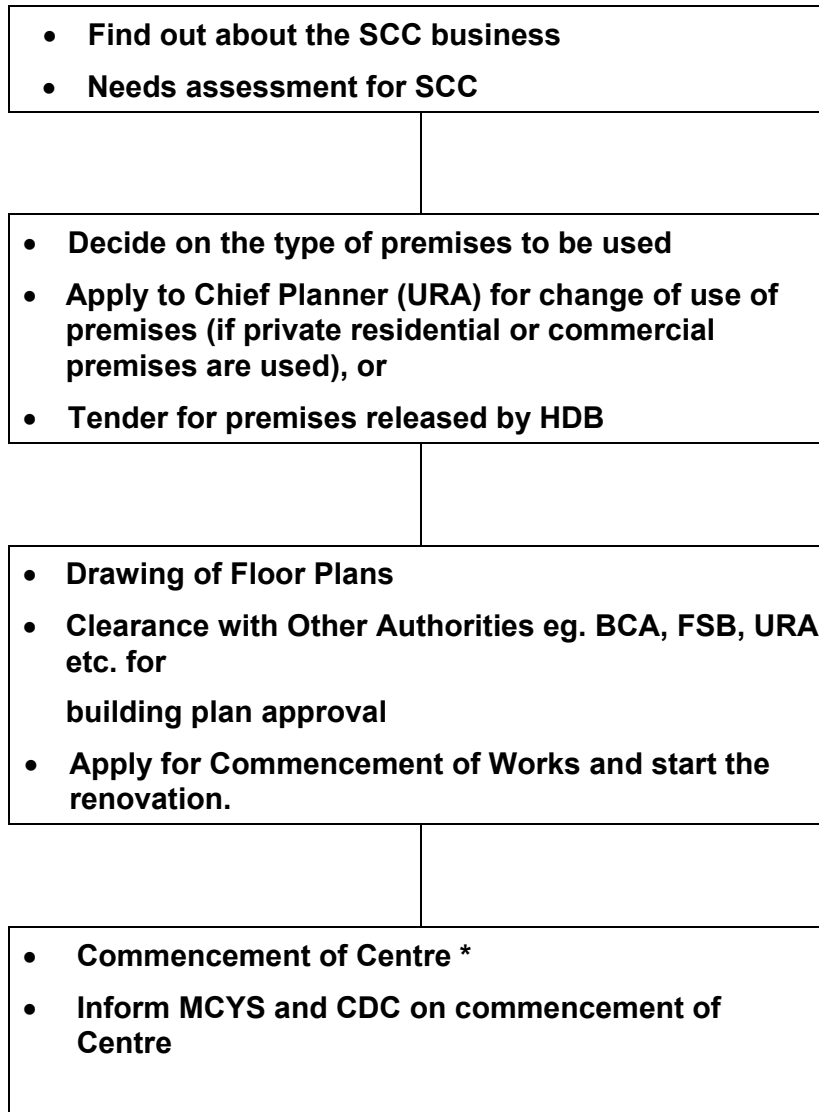 • Find out about the SCC business
• Needs assessment for SCC
• Decide on the type of premises to be used
• Apply to Chief Planner (URA) for change of use of
premises (if private residential or commercial
premises are used), or
• Tender for premises released by HDB
• Drawing of Floor Plans
• Clearance with Other Authorities eg. BCA, FSB, URA
etc. for
building plan approval
• Apply for Commencement of Works and start the
renovation.
• Commencement of Centre *
• Inform MCYS and CDC on commencement of
Centre